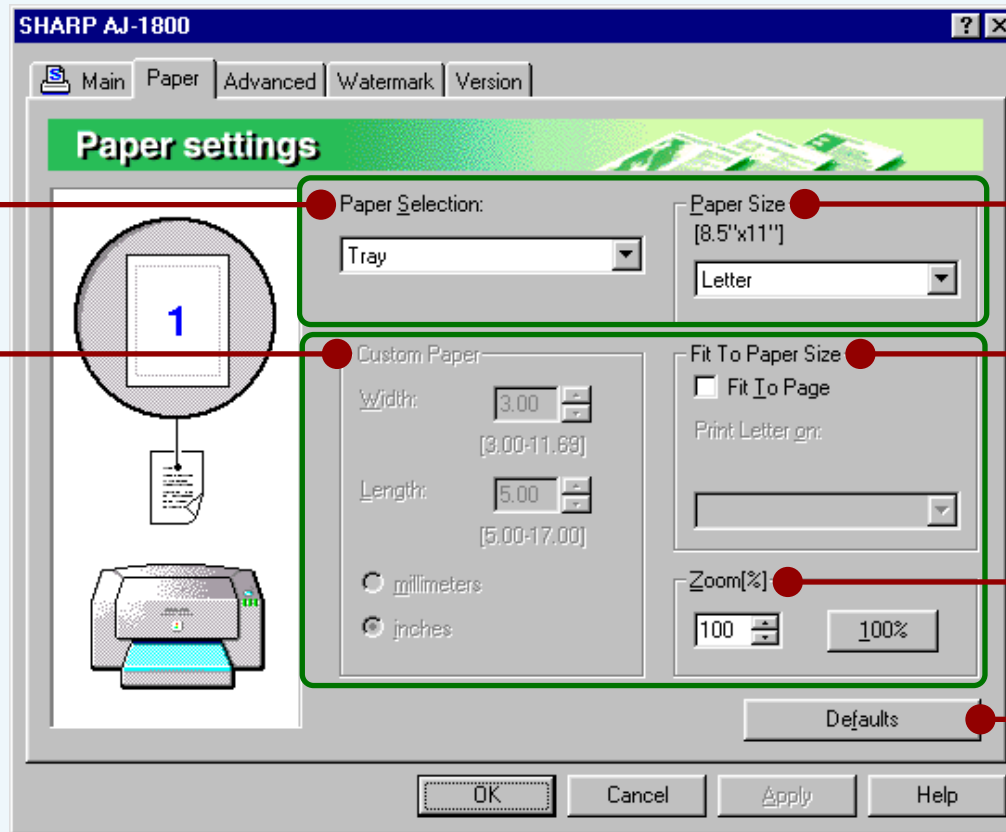 SHARP AJ-1800
Main Paper Advanced Watermark Version
Paper settings
Paper Selection:
Tray
Paper Size
[8.5"x11"]
Letter
1
Custom Paper
Width:
3.00
[3.00-11.69]
Length:
5.00
[5.00-17.00]
millimeters
inches
Fit To Paper Size
Fit To Page
Print Letter on:
Zoom[%]
100
100%
Defaults
OK Cancel Apply Help